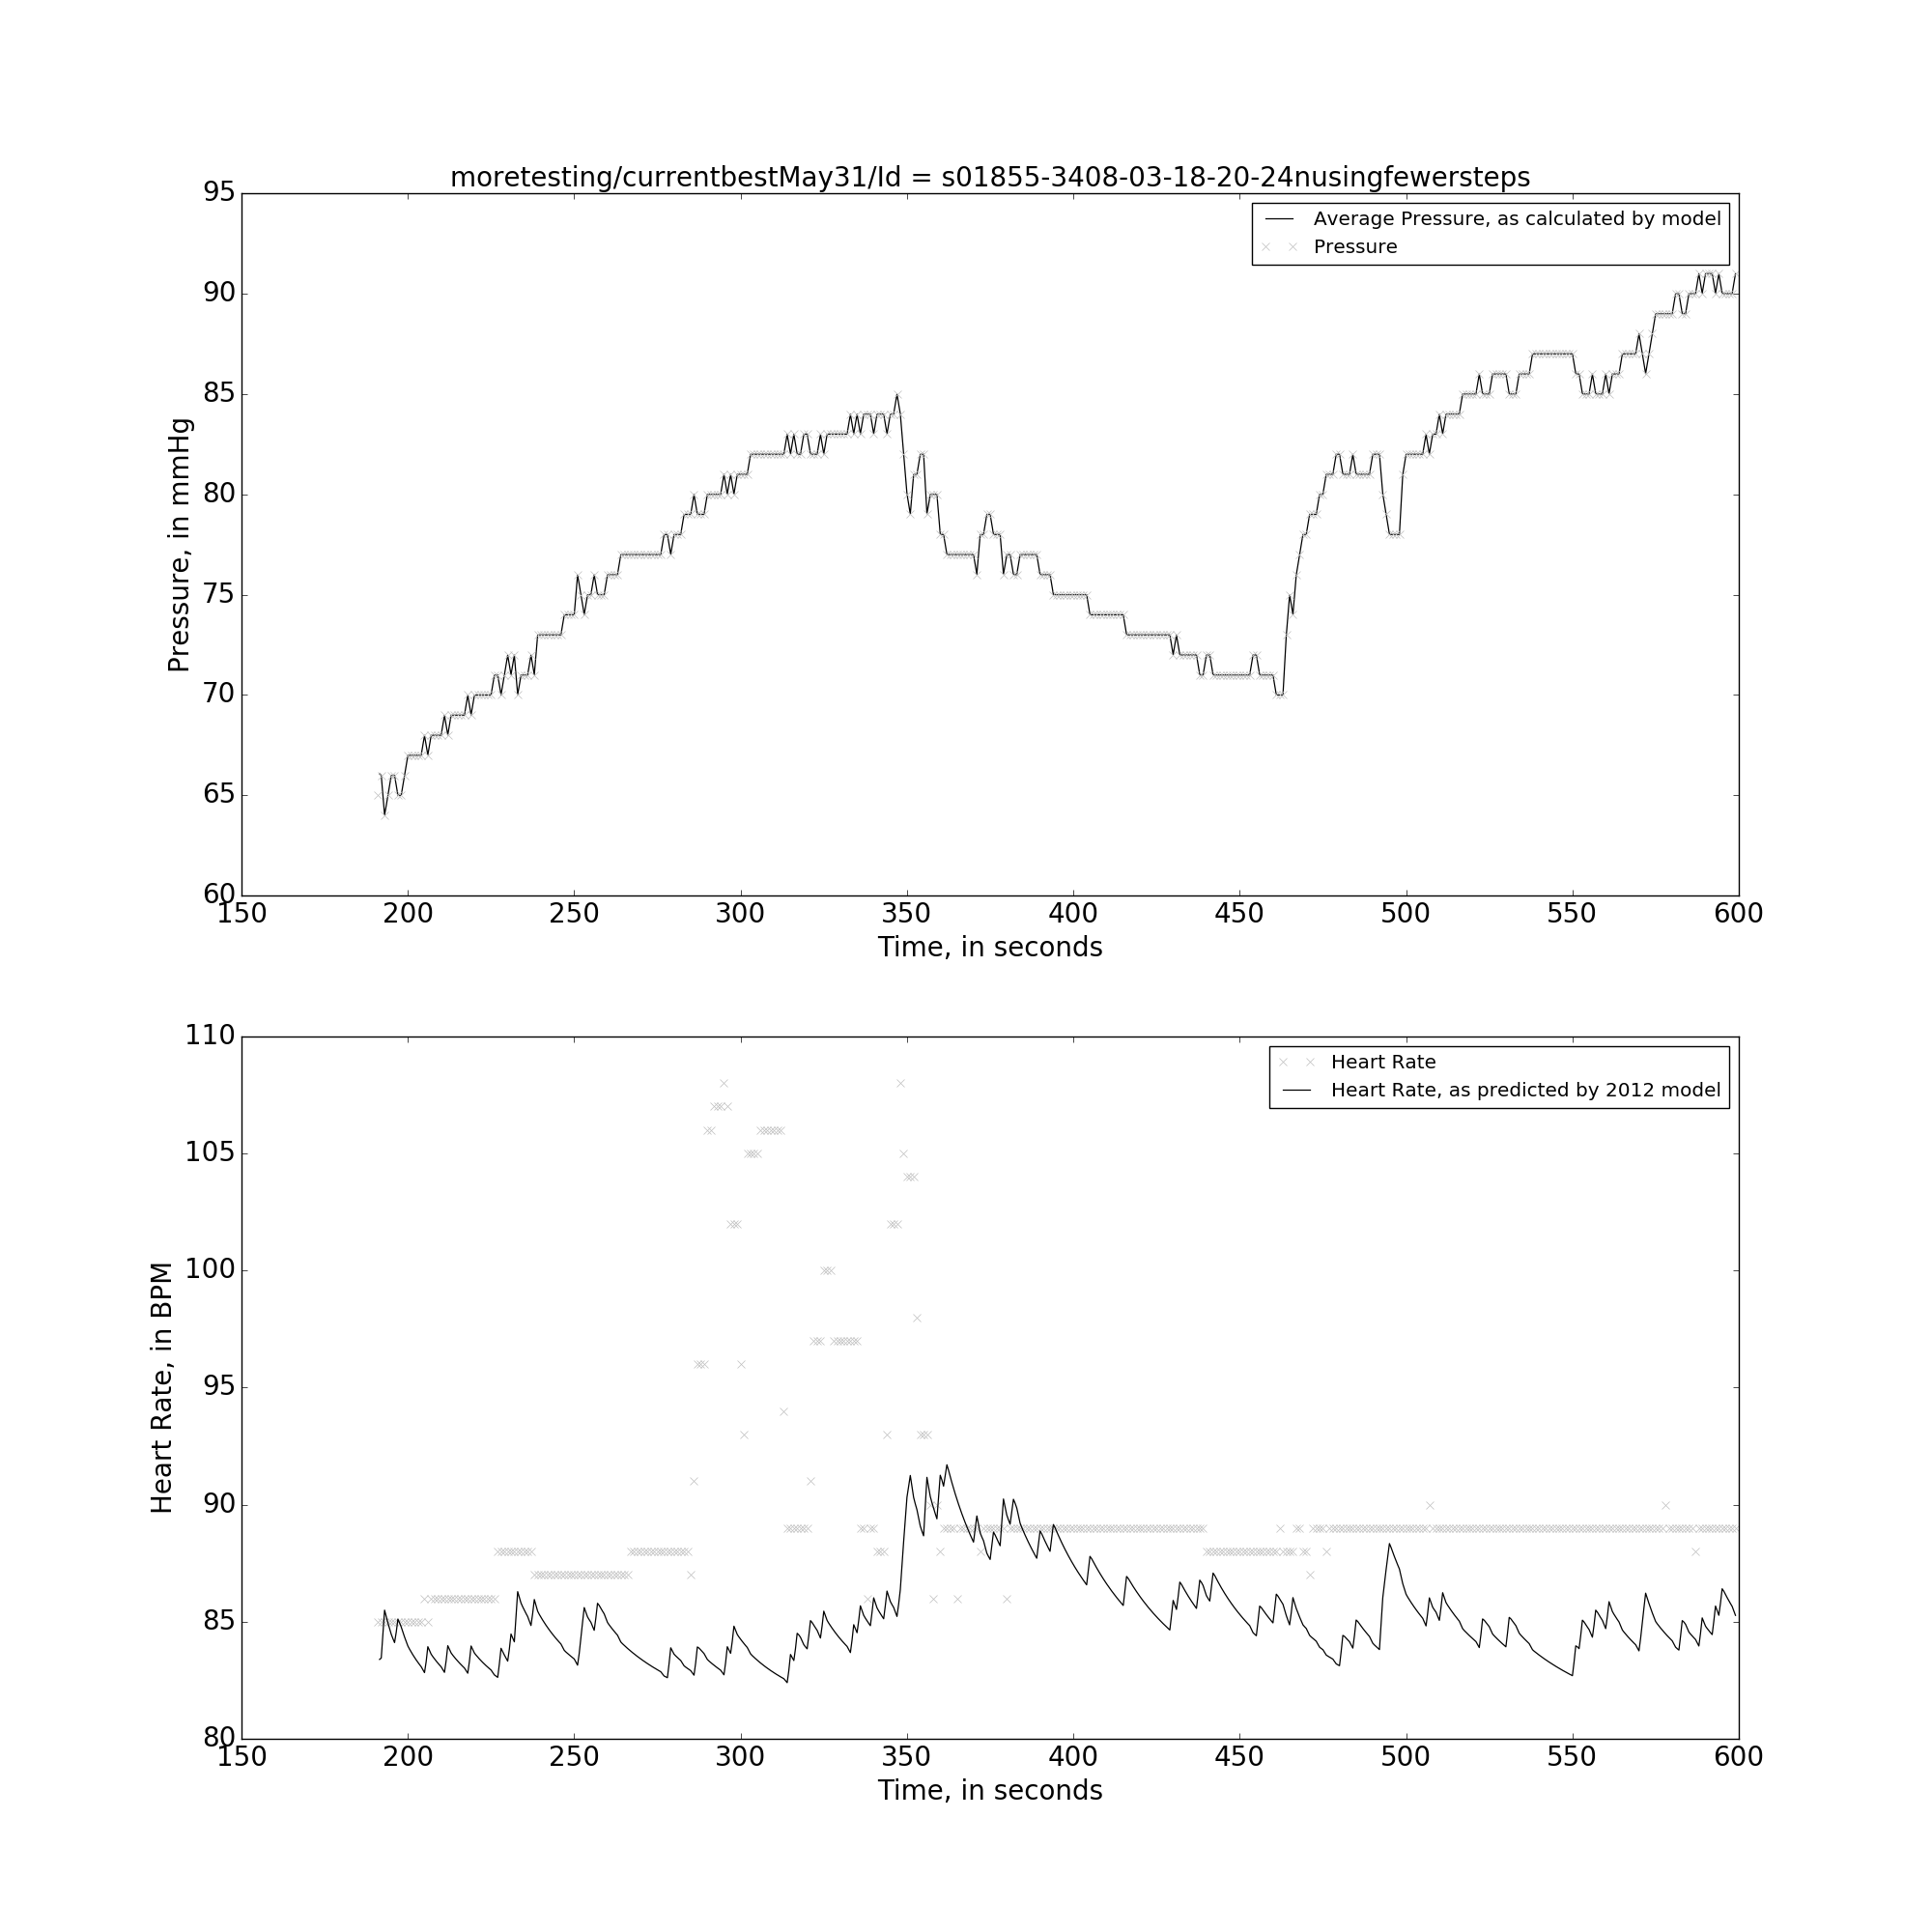 moretesting/currentbestMay31/Id = s01855-3408-03-18-20-24nusingfewersteps
Average Pressure, as calculated by model
Pressure
Pressure, in mmHg
95
90
85
80
75
70
65
60
150 200 250 300 350 400 450 500 550 600
Time, in seconds
Heart Rate
Heart Rate, as predicted by 2012 model
Heart Rate, in BPM
110
105
100
95
90
85
80
150 200 250 300 350 400 450 500 550 600
Time, in seconds